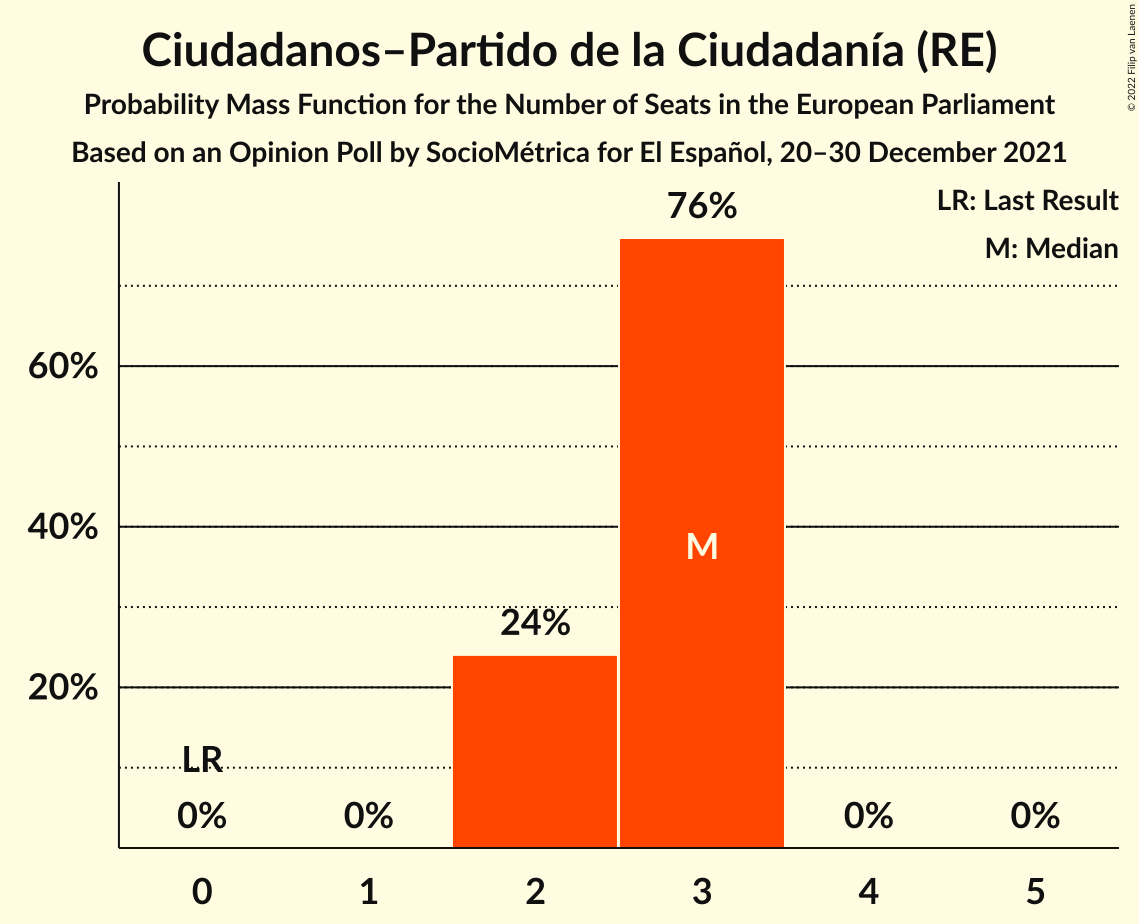 Ciudadanos–Partido de la Ciudadanía (RE)
Probability Mass Function for the Number of Seats in the European Parliament
Based on an Opinion Poll by SocioMétrica for El Español, 20–30 December 2021
© 2022 Filip van Laenen
LR: Last Result
M: Median
76%
60%
40%
M
24%
20%
LR
0% 0% 0% 0%
0 1 2 3 4 5